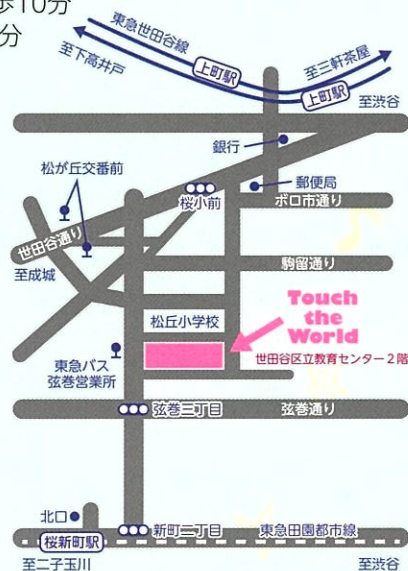 歩10分
分
東急世田谷線
至下高井戸
上町駅
至三軒茶屋
上町駅
至渋谷
銀行
松が丘交番前
郵便局
桜小前
ボロ市通り
世田谷通り
至成城
駒留通り
Touch
the
World
松丘小学校
世田谷区立教育センター2階
東急バス
弦巻営業所
弦巻三丁目
弦巻通り
北口
新町二丁目
東急田園都市線
桜新町駅
至二子玉川
至渋谷